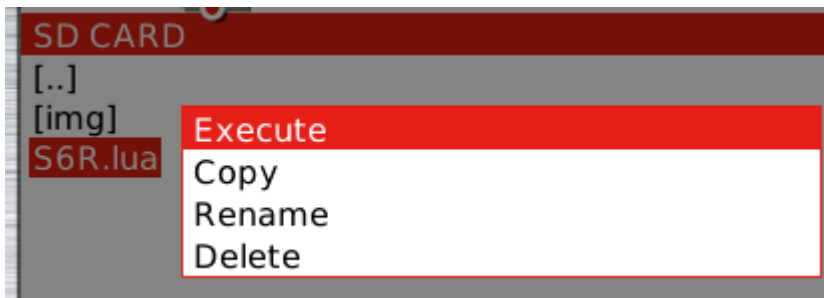 SD CARD
[..]
[img]
S6R.lua
Execute
Copy
Rename
Delete